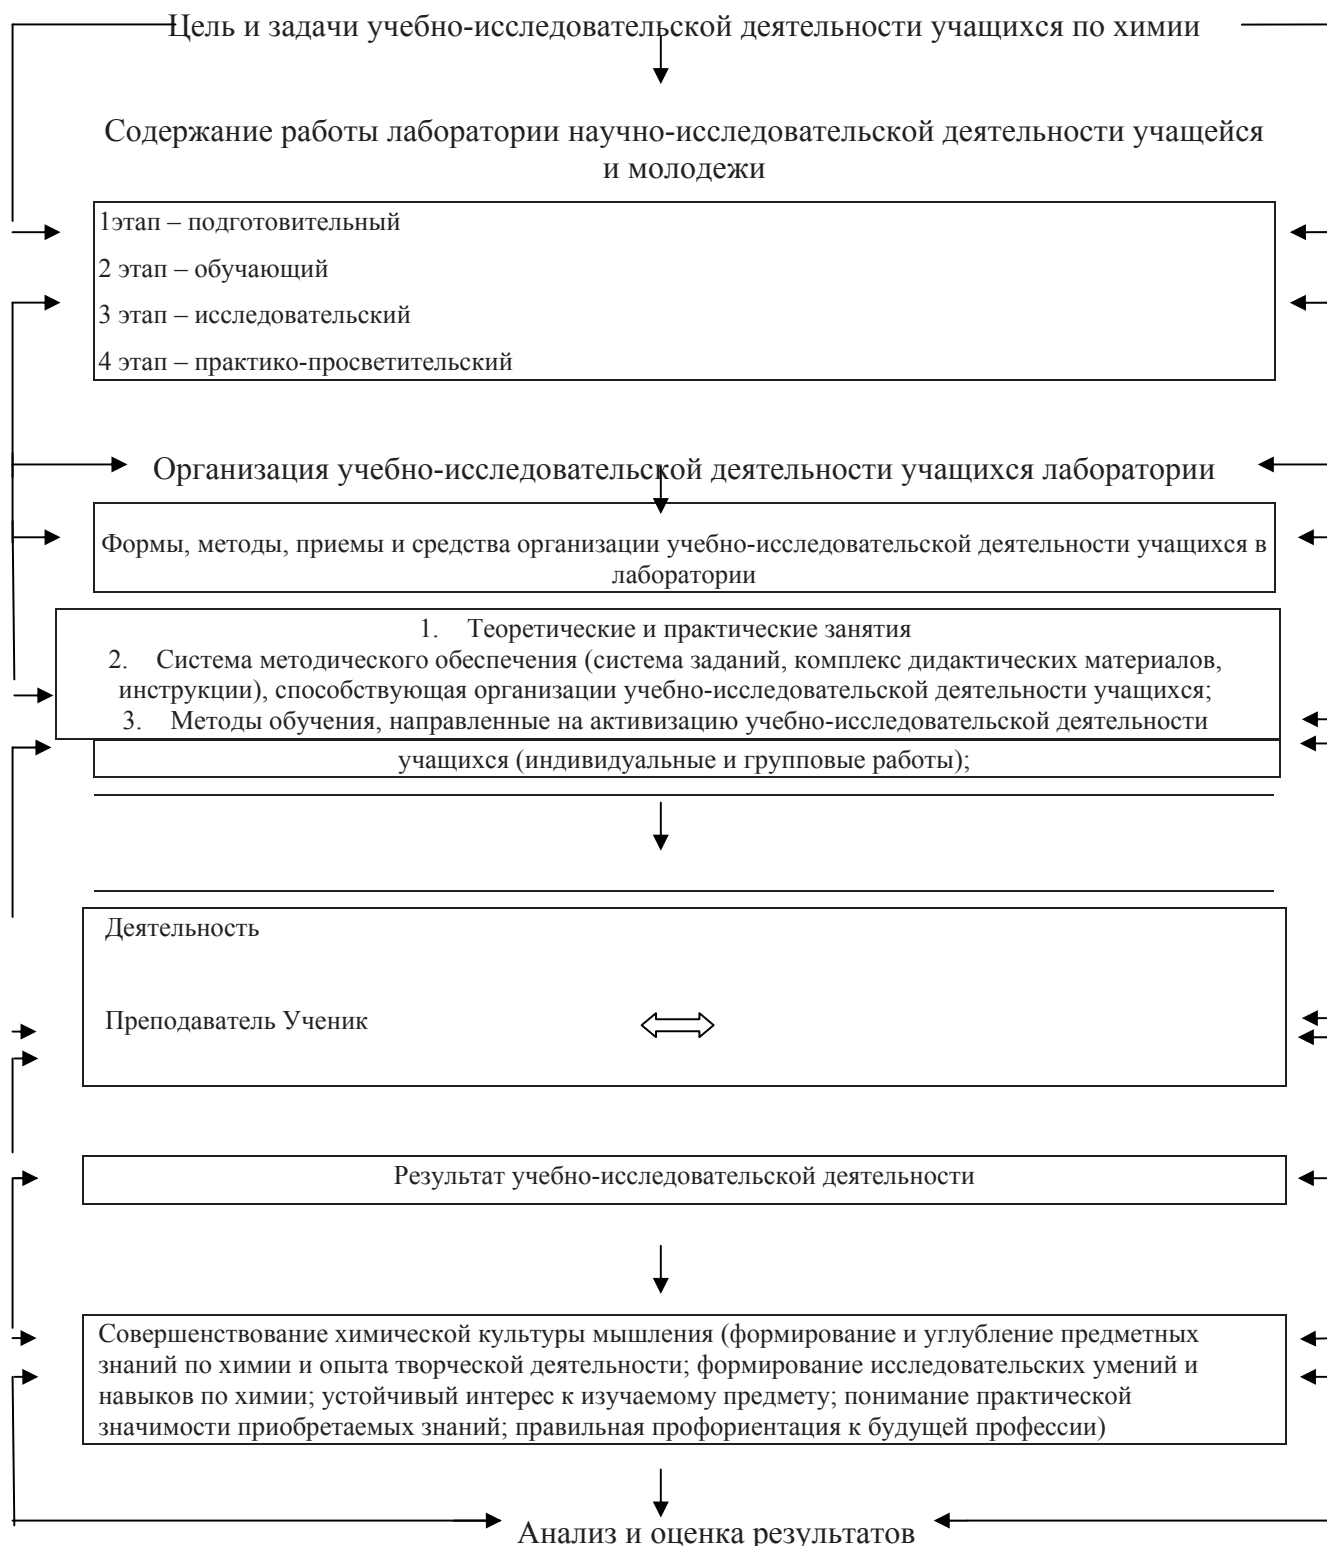 Цель и задачи учебно-исследовательской деятельности учащихся по химии
Содержание работы лаборатории научно-исследовательской деятельности учащейся
и молодежи
1этап – подготовительный
2 этап – обучающий
3 этап – исследовательский
4 этап – практико-просветительский
Организация учебно-исследовательской деятельности учащихся лаборатории
Формы, методы, приемы и средства организации учебно-исследовательской деятельности учащихся в
лаборатории
1. Теоретические и практические занятия
2. Система методического обеспечения (система заданий, комплекс дидактических материалов,
инструкции), способствующая организации учебно-исследовательской деятельности учащихся;
3. Методы обучения, направленные на активизацию учебно-исследовательской деятельности
учащихся (индивидуальные и групповые работы);
Деятельность
Преподаватель Ученик
Результат учебно-исследовательской деятельности
Совершенствование химической культуры мышления (формирование и углубление предметных
знаний по химии и опыта творческой деятельности; формирование исследовательских умений и
навыков по химии; устойчивый интерес к изучаемому предмету; понимание практической
значимости приобретаемых знаний; правильная профориентация к будущей профессии)
Анализ и оценка результатов